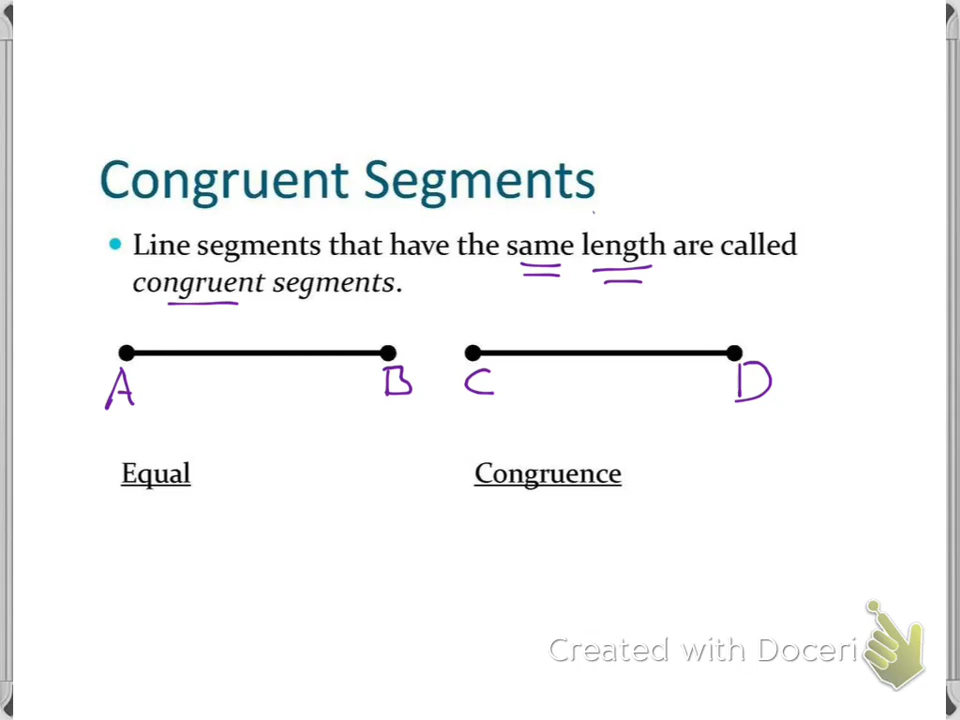 Congruent Segments
• Line segments that have the same length are called
congruent segments.
A B C D
Equal Congruence
Created with Doceri